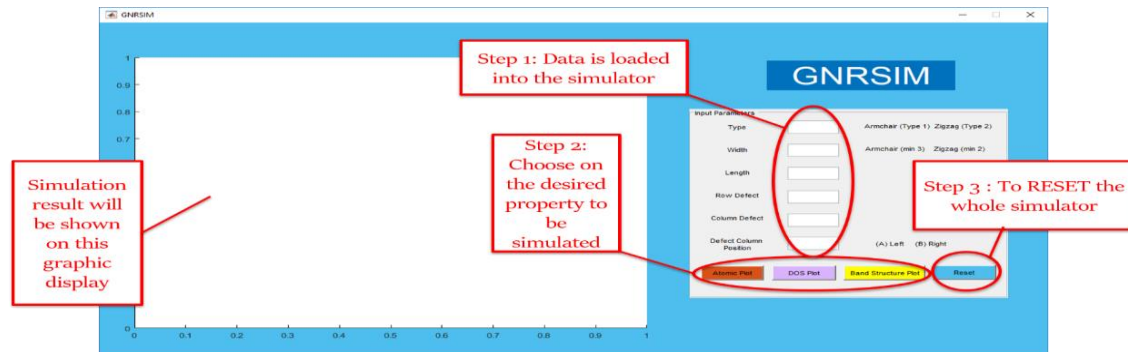 GNRSIM
Step 1: Data is loaded
into the simulator
GNRSIM
1
0.9
0.8
0.7
0
0 0.1 0.2 0.3 0.4 0.5 0.6 0.7 0.8 0.9 1
Simulation
result will
be shown
on this
graphic
display
Step 2:
Choose on
the desired
property to
be
simulated
Input Parameters
Type Armchair (Type 1) Zigzag (Type 2)
Width Armchair (min 3) Zigzag (min 2)
Length
Row Defect
Column Defect
Defect Column
Position (A) Left (B) Right
Atomic Plot DOS Plot Band Structure Plot Reset
Step 3 : To RESET the
whole simulator